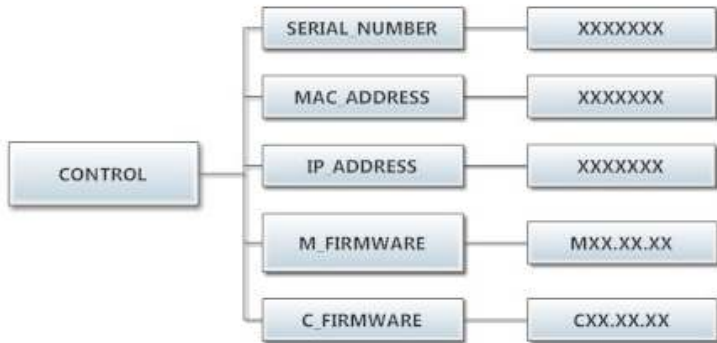 SERIAL_NUMBER XXXXXXX
MAC_ADDRESS XXXXXXX
CONTROL
IP_ADDRESS XXXXXXX
M_FIRMWARE MXX.XX.XX
C_FIRMWARE CXX.XX.XX